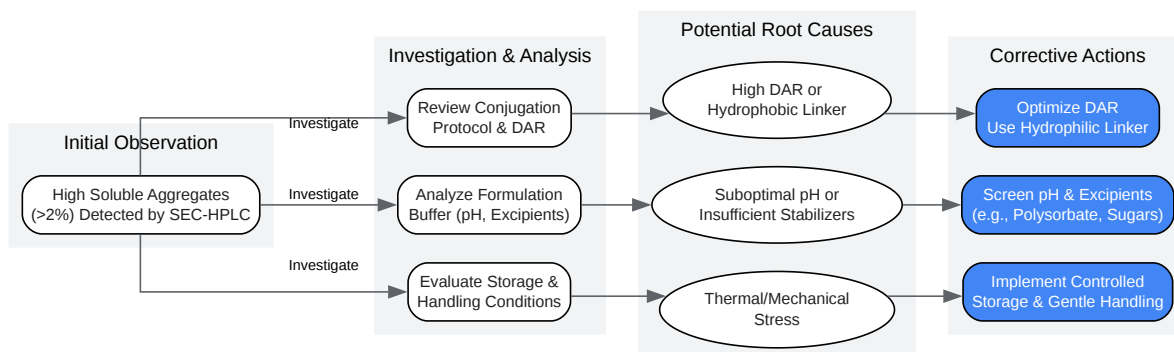 Initial Observation
High Soluble Aggregates
(>2%) Detected by SEC-HPLC
Investigate
Investigate
Investigate
Investigation & Analysis
Review Conjugation
Protocol & DAR
Analyze Formulation
Buffer (pH, Excipients)
Evaluate Storage &
Handling Conditions
Potential Root Causes
High DAR or
Hydrophobic Linker
Suboptimal pH or
Insufficient Stabilizers
Thermal/Mechanical
Stress
Corrective Actions
Optimize DAR
Use Hydrophilic Linker
Screen pH & Excipients
(e.g., Polysorbate, Sugars)
Implement Controlled
Storage & Gentle Handling